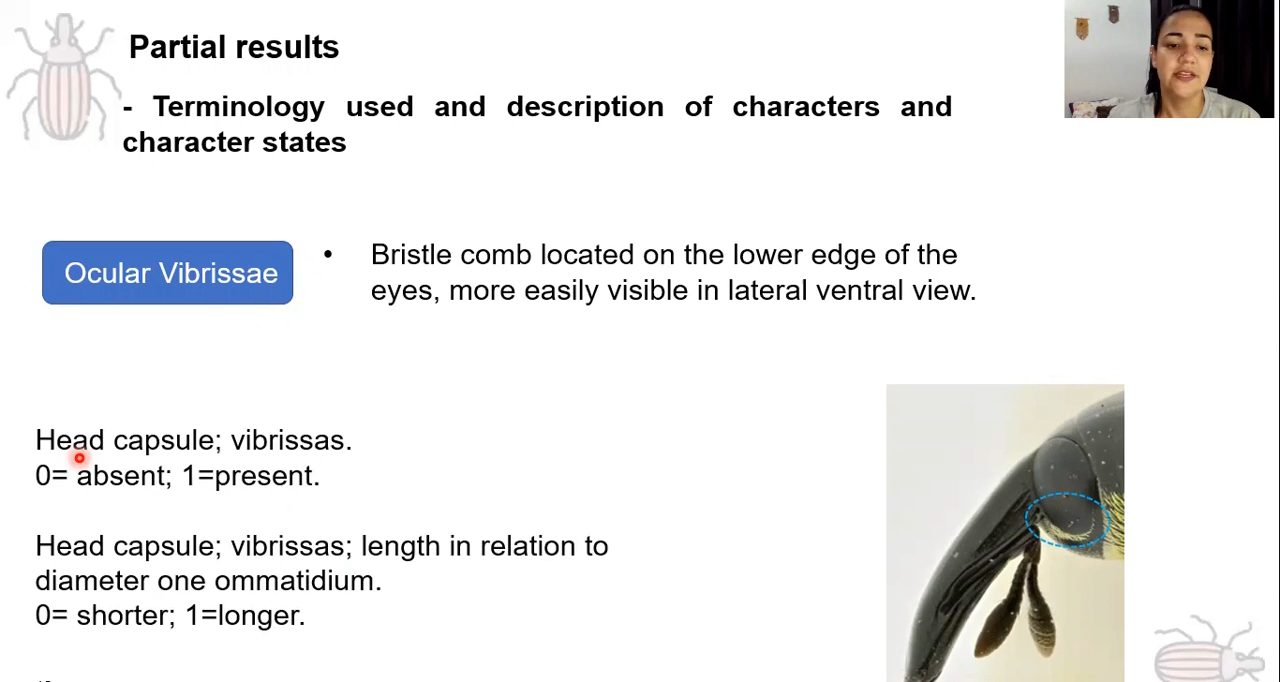 Partial results
- Terminology used and description of characters and
character states
Ocular Vibrissae
• Bristle comb located on the lower edge of the
eyes, more easily visible in lateral ventral view.
Head capsule; vibrissas.
0= absent; 1=present.
Head capsule; vibrissas; length in relation to
diameter one ommatidium.
0= shorter; 1=longer.